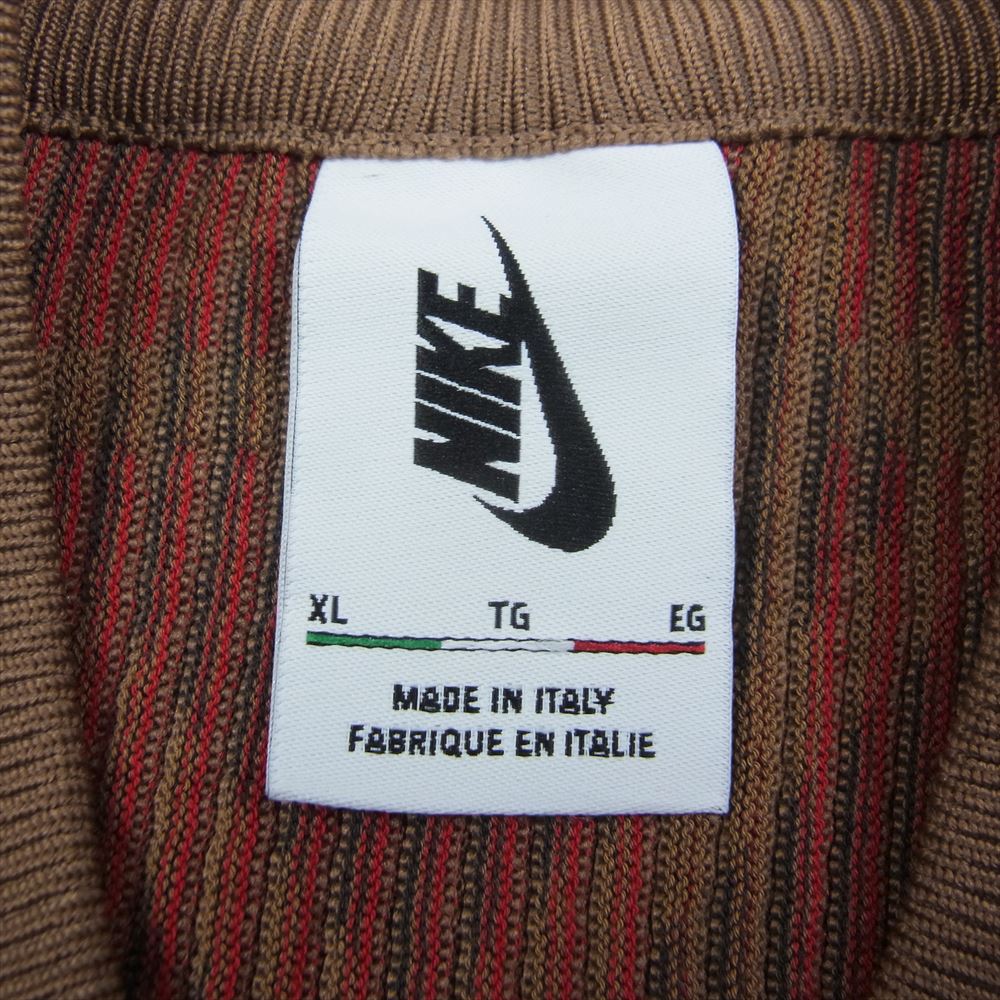 NIKE
XL TG EG
MADE IN ITALY
FABRIQUE EN ITALIE